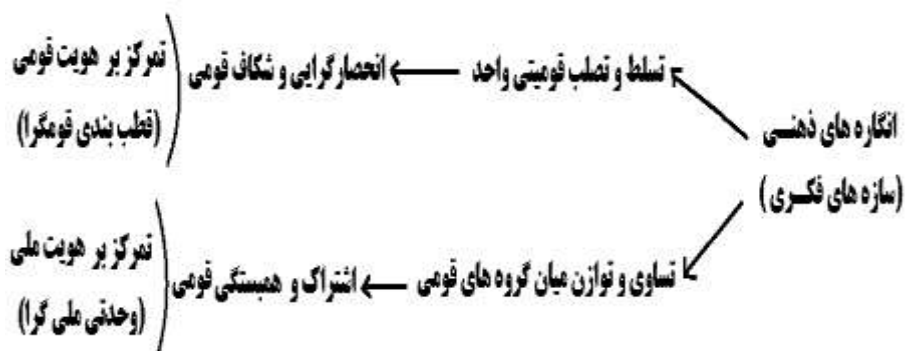 انگاره های ذهنی
(سازه های فکری)
تسلط و تصلب قومیتی واحد
انحصارگرایی و شکاف قومی
تمرکز بر هویت قومی
(قطب بندی قومگرا)
تساوی و توازن میان گروه های قومی
اشتراک و همبستگی قومی
تمرکز بر هویت ملی
(وحدتی ملی گرا)